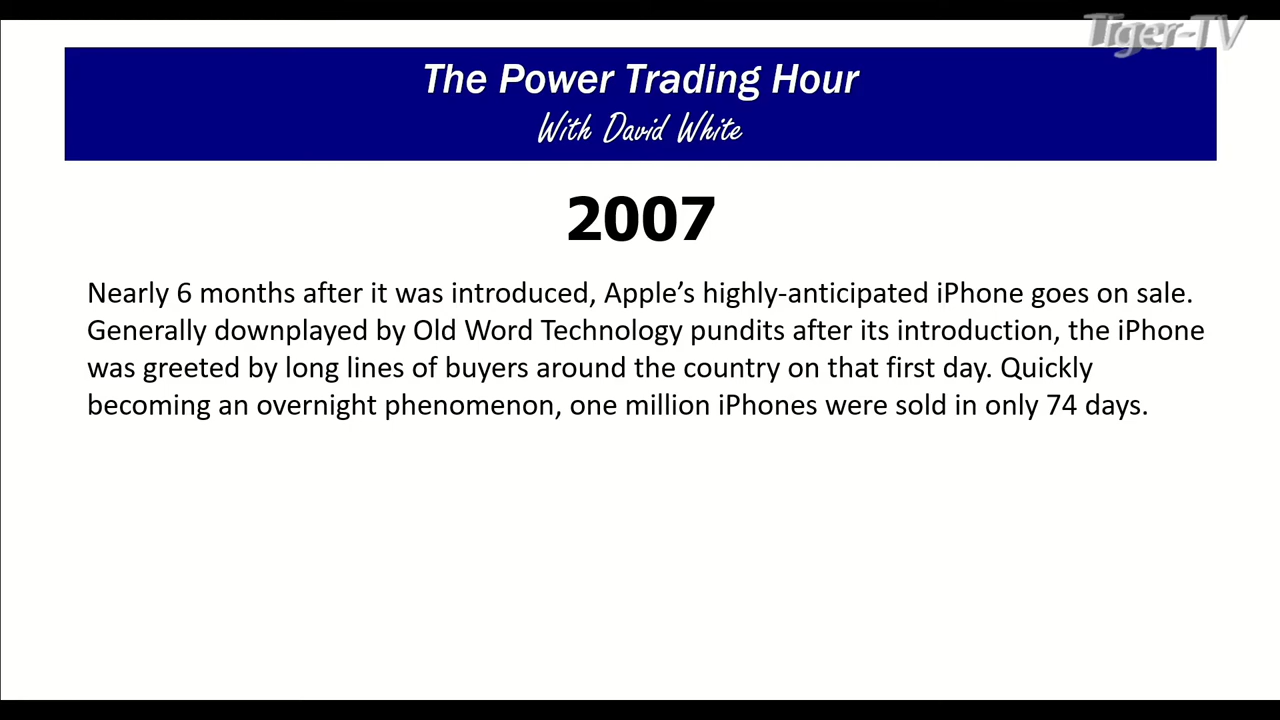 Tiger-TV
The Power Trading Hour
With David White
2007
Nearly 6 months after it was introduced, Apple’s highly-anticipated iPhone goes on sale.
Generally downplayed by Old Word Technology pundits after its introduction, the iPhone
was greeted by long lines of buyers around the country on that first day. Quickly
becoming an overnight phenomenon, one million iPhones were sold in only 74 days.